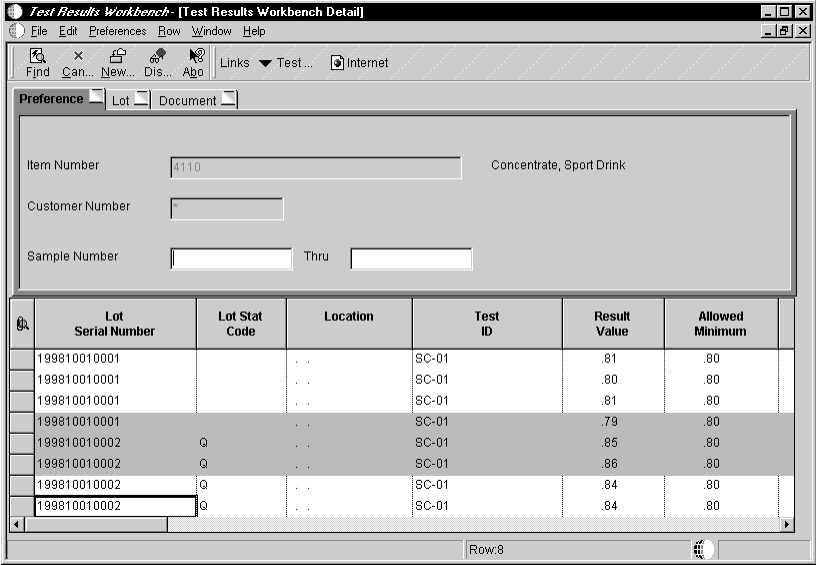 Test Results Workbench - [Test Results Workbench Detail]
File Edit Preferences Row Window Help
Find Can... New... Dis... Abo Links Test ... Internet
Preference Lot Document
Item Number 4110 Concentrate, Sport Drink
Customer Number *
Sample Number Thru
Lot Serial Number Lot Stat Code Location Test ID Result Value Allowed Minimum
199810010001 . . SC-01 .81 .80
199810010001 . . SC-01 .80 .80
199810010001 . . SC-01 .81 .80
199810010001 . . SC-01 .79 .80
199810010002 Q . . SC-01 .85 .80
199810010002 Q . . SC-01 .86 .80
199810010002 Q . . SC-01 .84 .80
199810010002 Q . . SC-01 .84 .80
Row:8